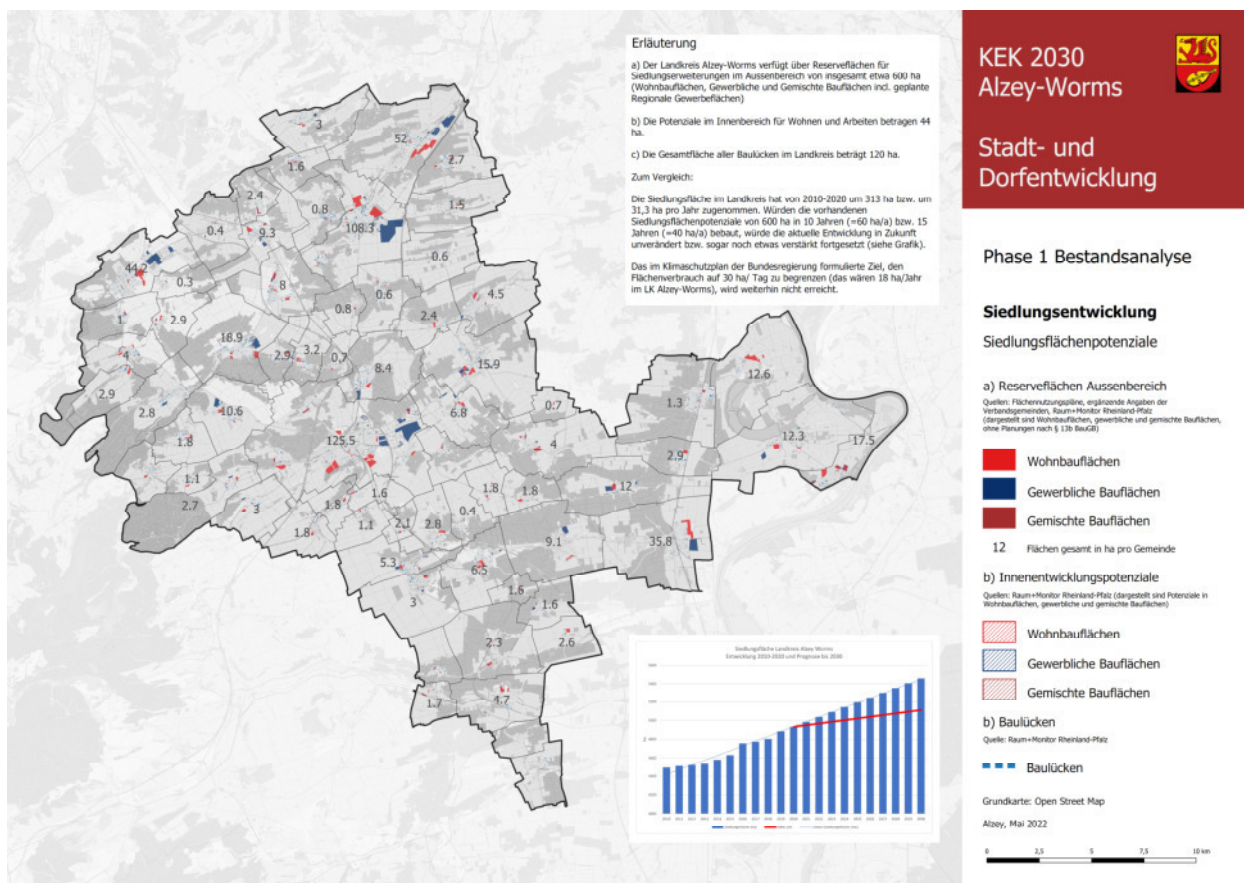 Erläuterung
a) Der Landkreis Alzey-Worms verfügt über Reserveflächen für
Siedlungserweiterungen im Aussenbereich von insgesamt etwa 600 ha
(Wohnbauflächen, Gewerbliche und Gemischte Bauflächen incl. geplante
Regionale Gewerbeflächen)
b) Die Potenziale im Innenbereich für Wohnen und Arbeiten betragen 44
ha.
c) Die Gesamtfläche aller Baulücken im Landkreis beträgt 120 ha.
Zum Vergleich:
Die Siedlungsfläche im Landkreis hat von 2010-2020 um 313 ha bzw. um
31,3 ha pro Jahr zugenommen. Würden die vorhandenen
Siedlungsflächenpotenziale von 600 ha in 10 Jahren (=60 ha/a) bzw. 15
Jahren (=40 ha/a) bebaut, würde die aktuelle Entwicklung in Zukunft
unverändert bzw. sogar noch etwas verstärkt fortgesetzt (siehe Grafik).
Das im Klimaschutzplan der Bundesregierung formulierte Ziel, den
Flächenverbrauch auf 30 ha/ Tag zu begrenzen (das wären 18 ha/Jahr
im LK Alzey-Worms), wird weiterhin nicht erreicht.
3
52
2.7
1.6
2.4
0.8
1.5
0.4
9.3
108.3
0.6
44.2
0.3
8
0.6
4.5
1
2.9
0.8
2.4
18.9
4
2.9
3.2
0.7
8.4
15.9
12.6
2.9
2.8
10.6
6.8
0.7
1.3
1.8
125.5
4
2.9
12.3
17.5
1.1
2.7
3
1.8
1.6
1.8
1.8
12
1.8
1.1
2.1
2.8
0.4
9.1
35.8
5.3
6.5
3
1.6
1.6
2.3
2.6
1.7
4.7
Siedlungsfläche Landkreis Alzey Worms
Entwicklung 2010-2020 und Prognose bis 2030
KEK 2030
Alzey-Worms
Stadt- und
Dorfentwicklung
Phase 1 Bestandsanalyse
Siedlungsentwicklung
Siedlungsflächenpotenziale
a) Reserveflächen Aussenbereich
Quellen: Flächennutzungspläne, ergänzende Angaben der
Verbandsgemeinden, Raum+Monitor Rheinland-Pfalz
(dargestellt sind Wohnbauflächen, gewerbliche und gemischte Bauflächen,
ohne Planungen nach § 13b BauGB)
Wohnbauflächen
Gewerbliche Bauflächen
Gemischte Bauflächen
12 Flächen gesamt in ha pro Gemeinde
b) Innenentwicklungspotenziale
Quellen: Raum+Monitor Rheinland-Pfalz (dargestellt sind Potenziale in
Wohnbauflächen, gewerbliche und gemischte Bauflächen)
Wohnbauflächen
Gewerbliche Bauflächen
Gemischte Bauflächen
b) Baulücken
Quelle: Raum+Monitor Rheinland-Pfalz
Baulücken
Grundkarte: Open Street Map
Alzey, Mai 2022
0 2,5 5 7,5 10 km